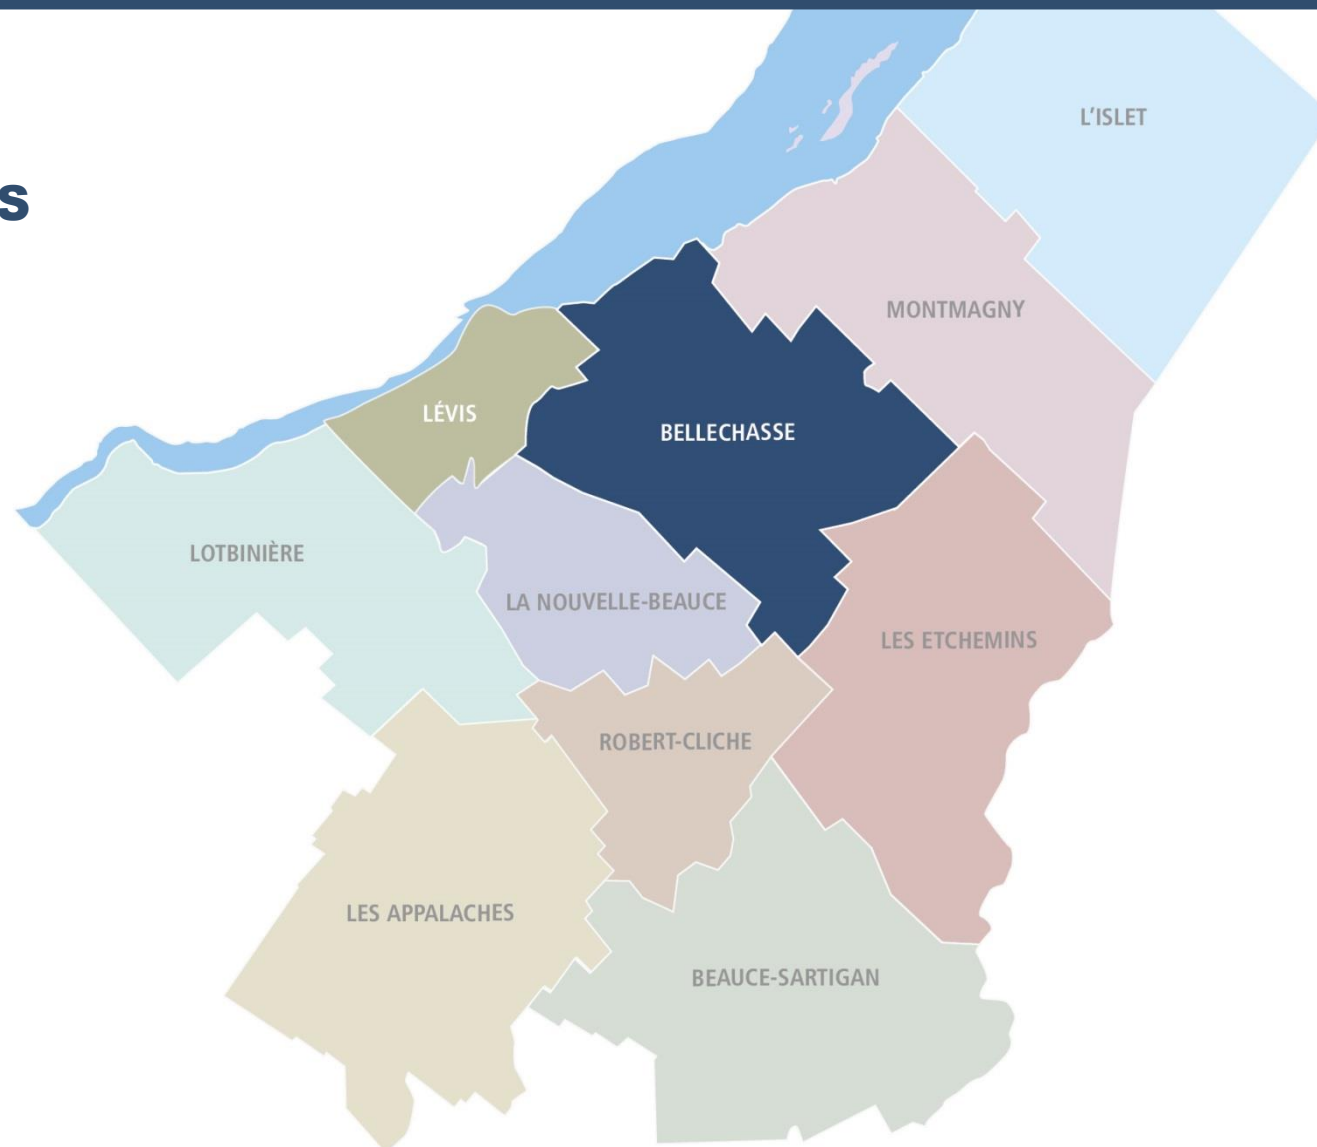 L'ISLET
s
MONTMAGNY
LÉVIS
BELLECHASSE
LOTBINIÈRE
LA NOUVELLE-BEAUCE
LES ETCHEMINS
ROBERT-CLICHE
LES APPALACHES
BEAUCE-SARTIGAN